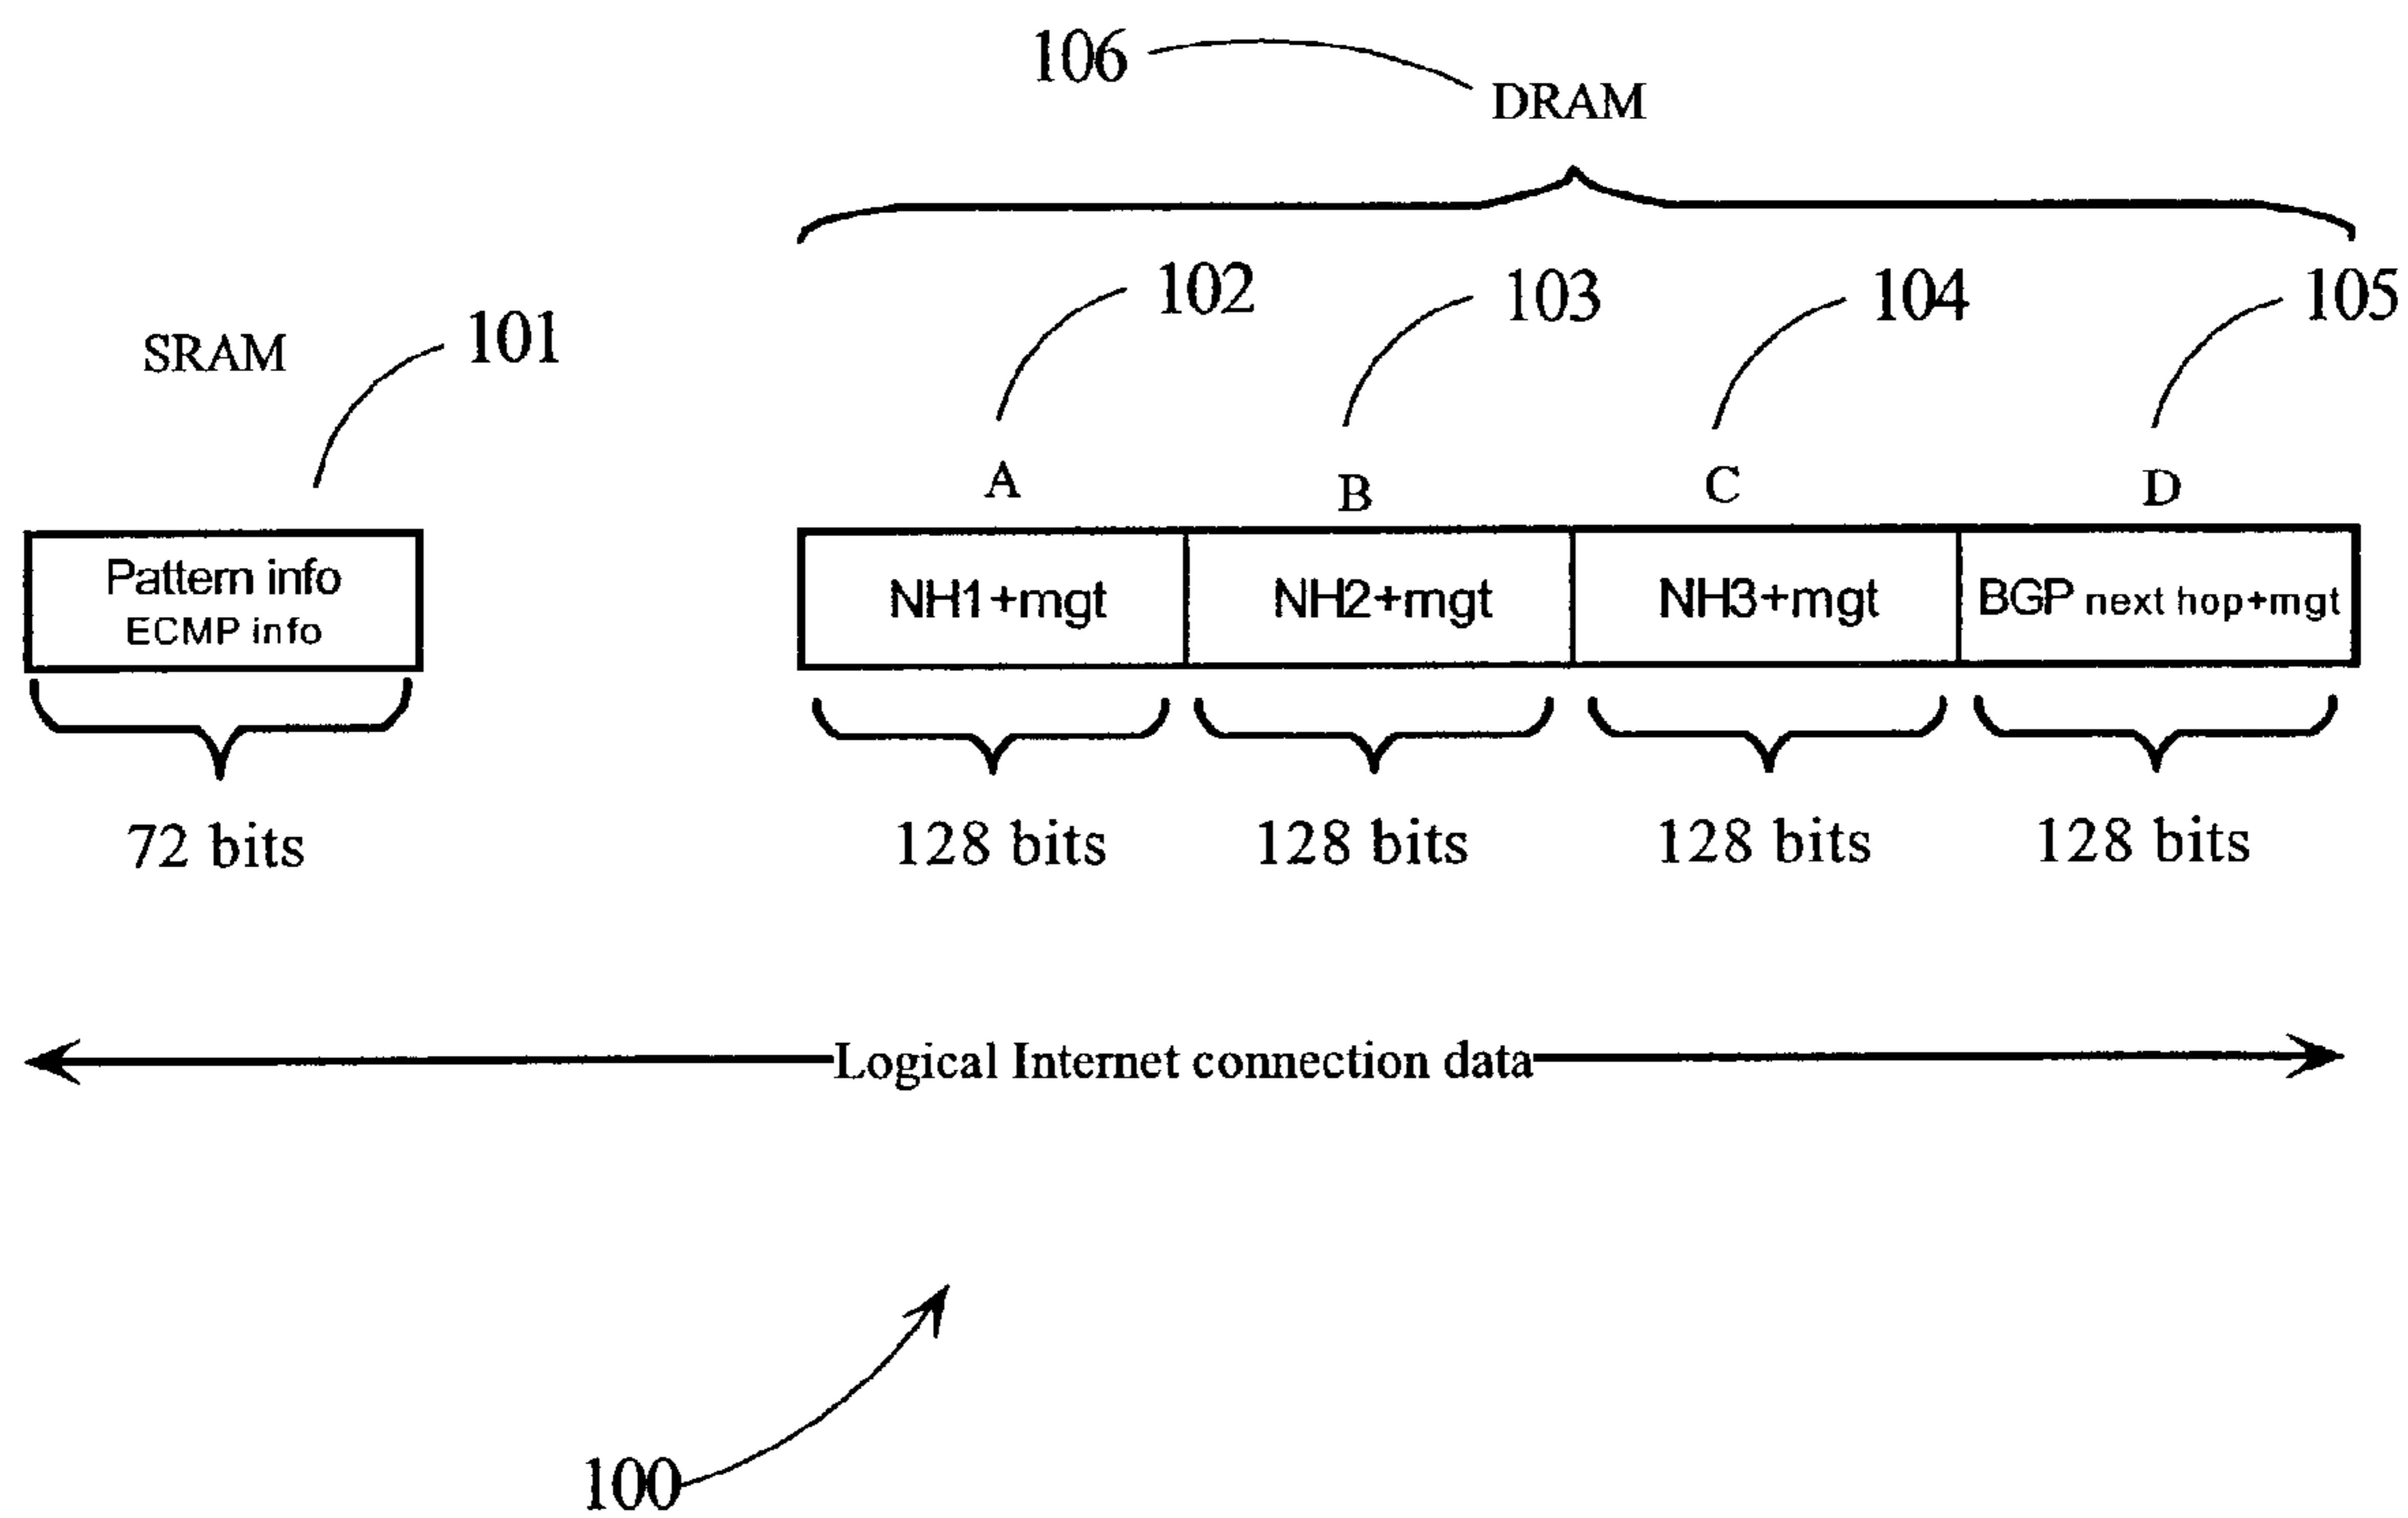 106
DRAM
102
103
104
105
SRAM
101
A
B
C
D
Pattern info
ECMP info
NH1+mgt
NH2+mgt
NH3+mgt
BGP next hop+mgt
72 bits
128 bits
128 bits
128 bits
128 bits
Logical Internet connection data
100